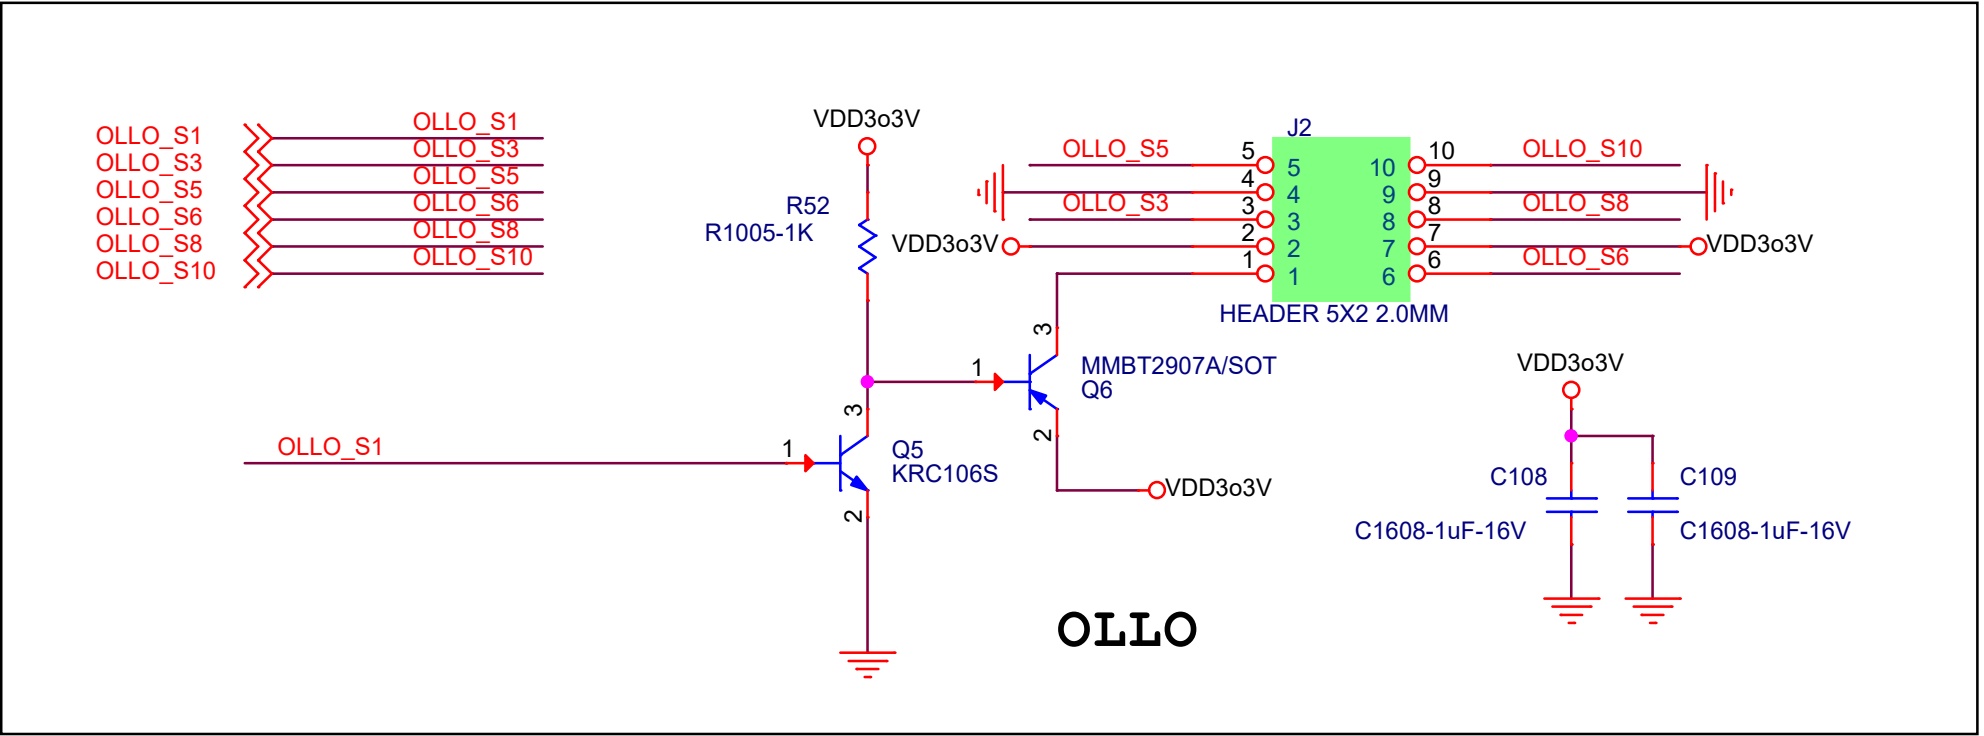 OLLO_S1
OLLO_S3
OLLO_S5
OLLO_S6
OLLO_S8
OLLO_S10
OLLO_S1
OLLO_S3
OLLO_S5
OLLO_S6
OLLO_S8
OLLO_S10
VDD3o3V
R52
R1005-1K
OLLO_S1
1
3
2
Q5
KRC106S
1
3
2
MMBT2907A/SOT
Q6
VDD3o3V
J2
OLLO_S5 5 5 10 10 OLLO_S10
4 4 9 9
OLLO_S3 3 3 8 8 OLLO_S8
VDD3o3V 2 2 7 7 VDD3o3V
1 1 6 6 OLLO_S6
HEADER 5X2 2.0MM
VDD3o3V
C108 C109
C1608-1uF-16V C1608-1uF-16V
OLLO